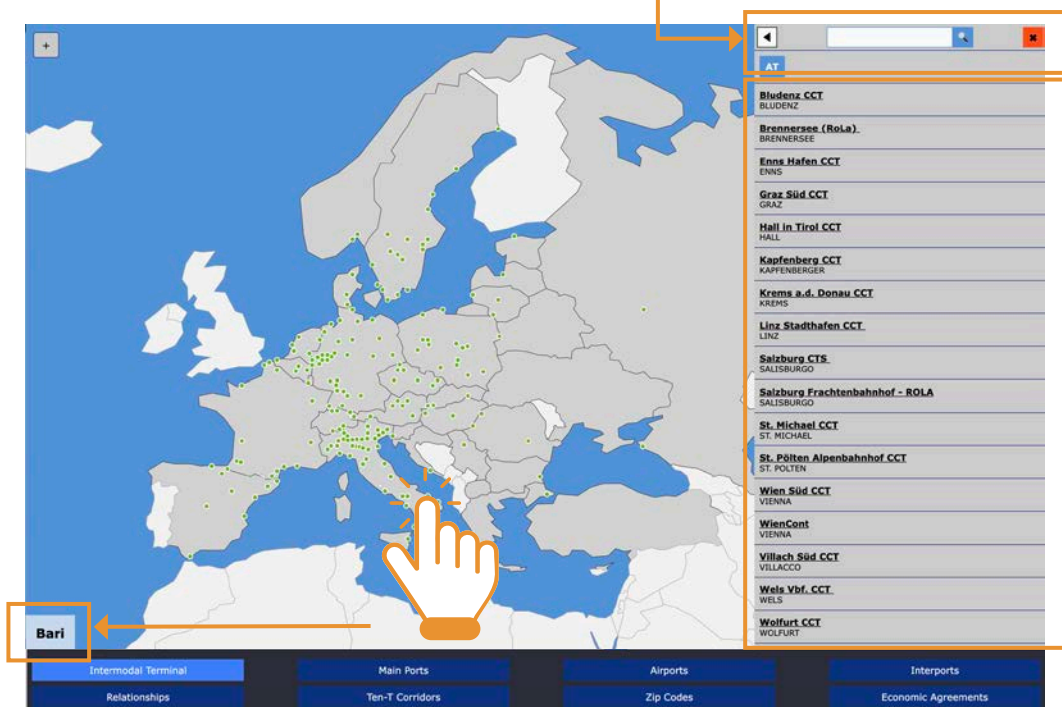 +
AT
Bludenz CCT
BLUDENZ
Brennersee (RoLa)
BRENNERSEE
Enns Hafen CCT
ENNS
Graz Süd CCT
GRAZ
Hall in Tirol CCT
HALL
Kapfenberg CCT
KAPFENBERGER
Krems a.d. Donau CCT
KREMS
Linz Stadthafen CCT
LINZ
Salzburg CTS
SALISBURGO
Salzburg Frachtenbahnhof - ROLA
SALISBURGO
St. Michael CCT
ST. MICHAEL
St. Pölten Alpenbahnhof CCT
ST. POLTEN
Wien Süd CCT
VIENNA
WienCont
VIENNA
Villach Süd CCT
VILLACCO
Wels Vbf. CCT
WELS
Wolfurt CCT
WOLFURT
Bari
Intermodal Terminal Main Ports Airports Interports
Relationships Ten-T Corridors Zip Codes Economic Agreements